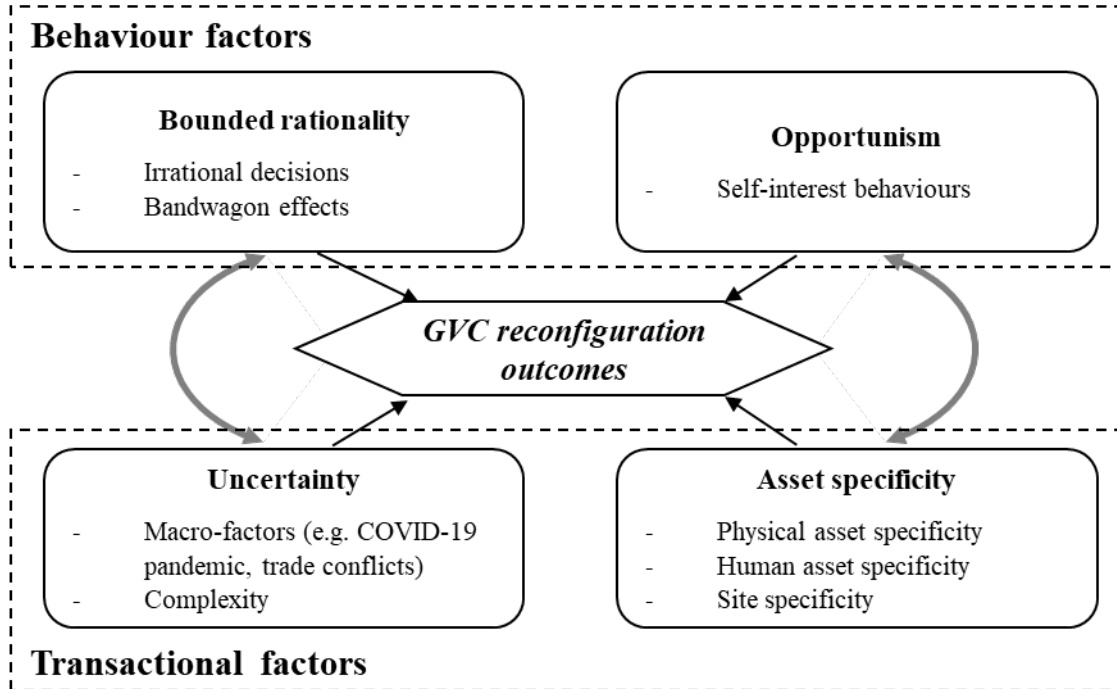 Behaviour factors
Bounded rationality
- Irrational decisions
- Bandwagon effects
Opportunism
- Self-interest behaviours
GVC reconfiguration
outcomes
Uncertainty
- Macro-factors (e.g. COVID-19
pandemic, trade conflicts)
- Complexity
Asset specificity
- Physical asset specificity
- Human asset specificity
- Site specificity
Transactional factors